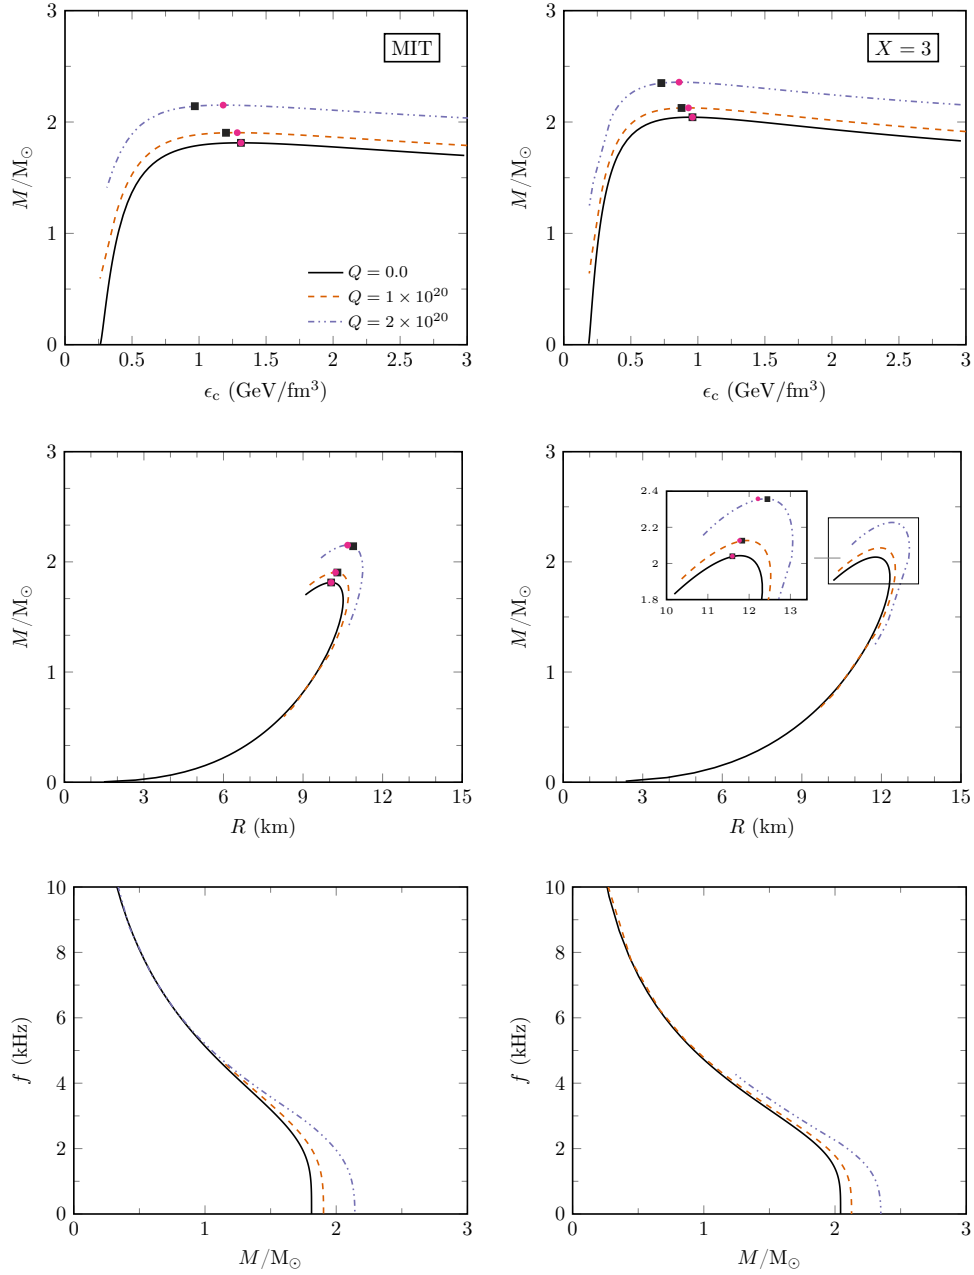 MIT
3
2
1
0
M/M⊙
Q = 0.0
Q = 1 × 10²⁰
Q = 2 × 10²⁰
0 0.5 1 1.5 2 2.5 3
ϵc (GeV/fm³)
X = 3
3
2
1
0
M/M⊙
0 0.5 1 1.5 2 2.5 3
ϵc (GeV/fm³)
3
2
1
0
M/M⊙
0 3 6 9 12 15
R (km)
3
2
1
0
M/M⊙
2.4
2.2
2
1.8
10 11 12 13
0 3 6 9 12 15
R (km)
10
8
6
4
2
0
f (kHz)
0 1 2 3
M/M⊙
10
8
6
4
2
0
f (kHz)
0 1 2 3
M/M⊙